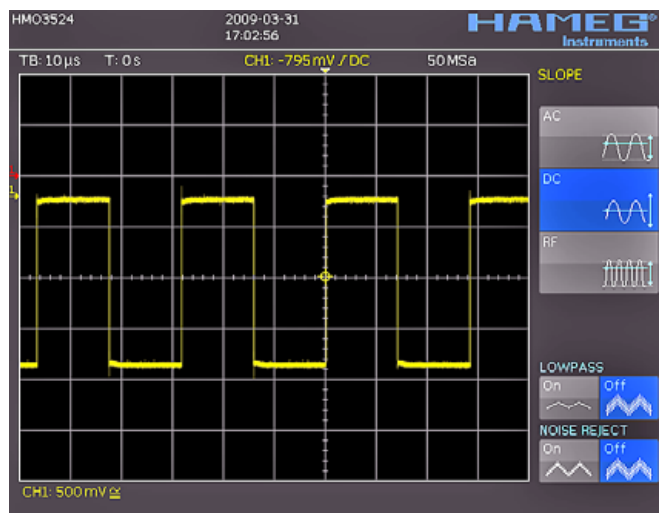 HMO3524
2009-03-31
17:02:56
HAMEG®
Instruments
TB: 10 µs T: 0 s CH1: -795 mV / DC 50 MSa
SLOPE
AC
DC
RF
1
LOWPASS
On Off
NOISE REJECT
On Off
CH1: 500 mV ≅